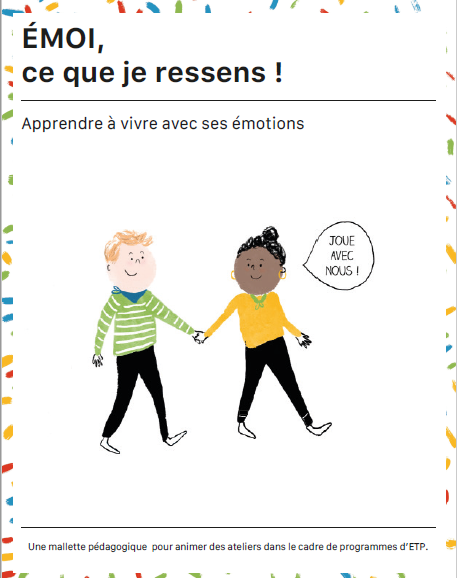 ÉMOI,
ce que je ressens !
Apprendre à vivre avec ses émotions
JOUE
AVEC
NOUS !
Une mallette pédagogique pour animer des ateliers dans le cadre de programmes d’ETP.